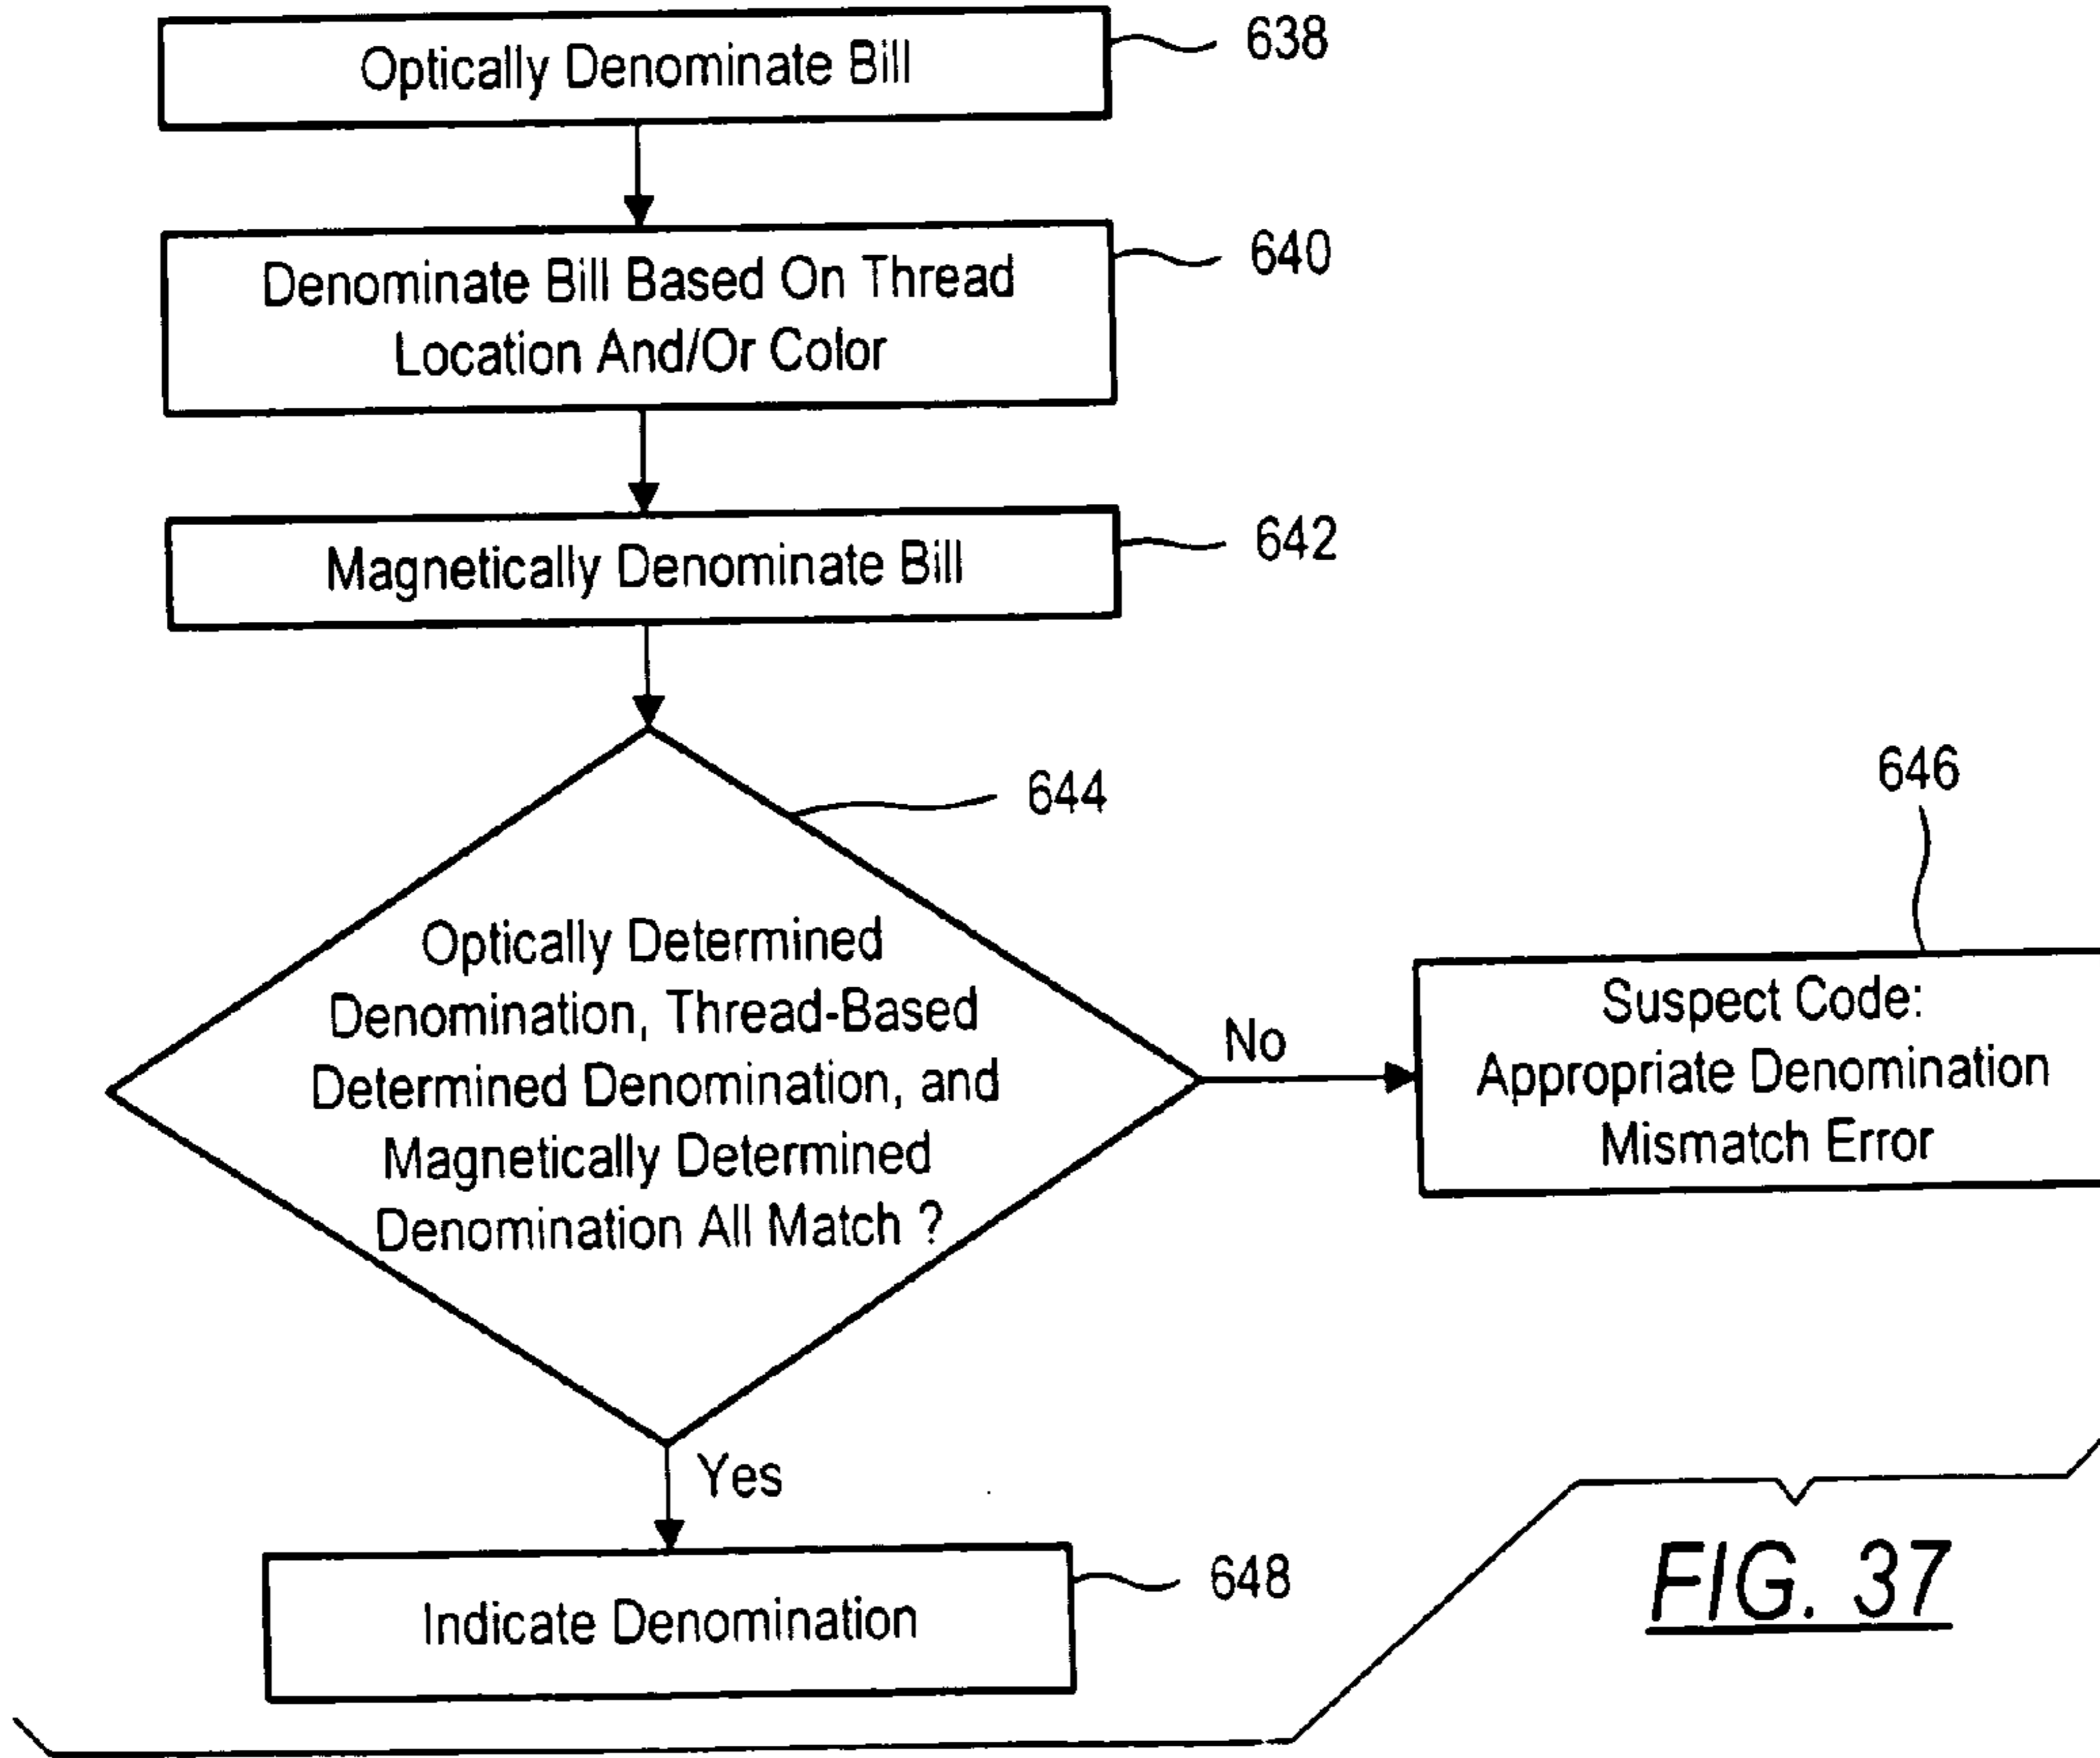 Optically Denominate Bill
638
Denominate Bill Based On Thread
Location And/Or Color
640
Magnetically Denominate Bill
642
644
Optically Determined
Denomination, Thread-Based
Determined Denomination, and
Magnetically Determined
Denomination All Match ?
No
646
Suspect Code:
Appropriate Denomination
Mismatch Error
Yes
Indicate Denomination
648
FIG. 37